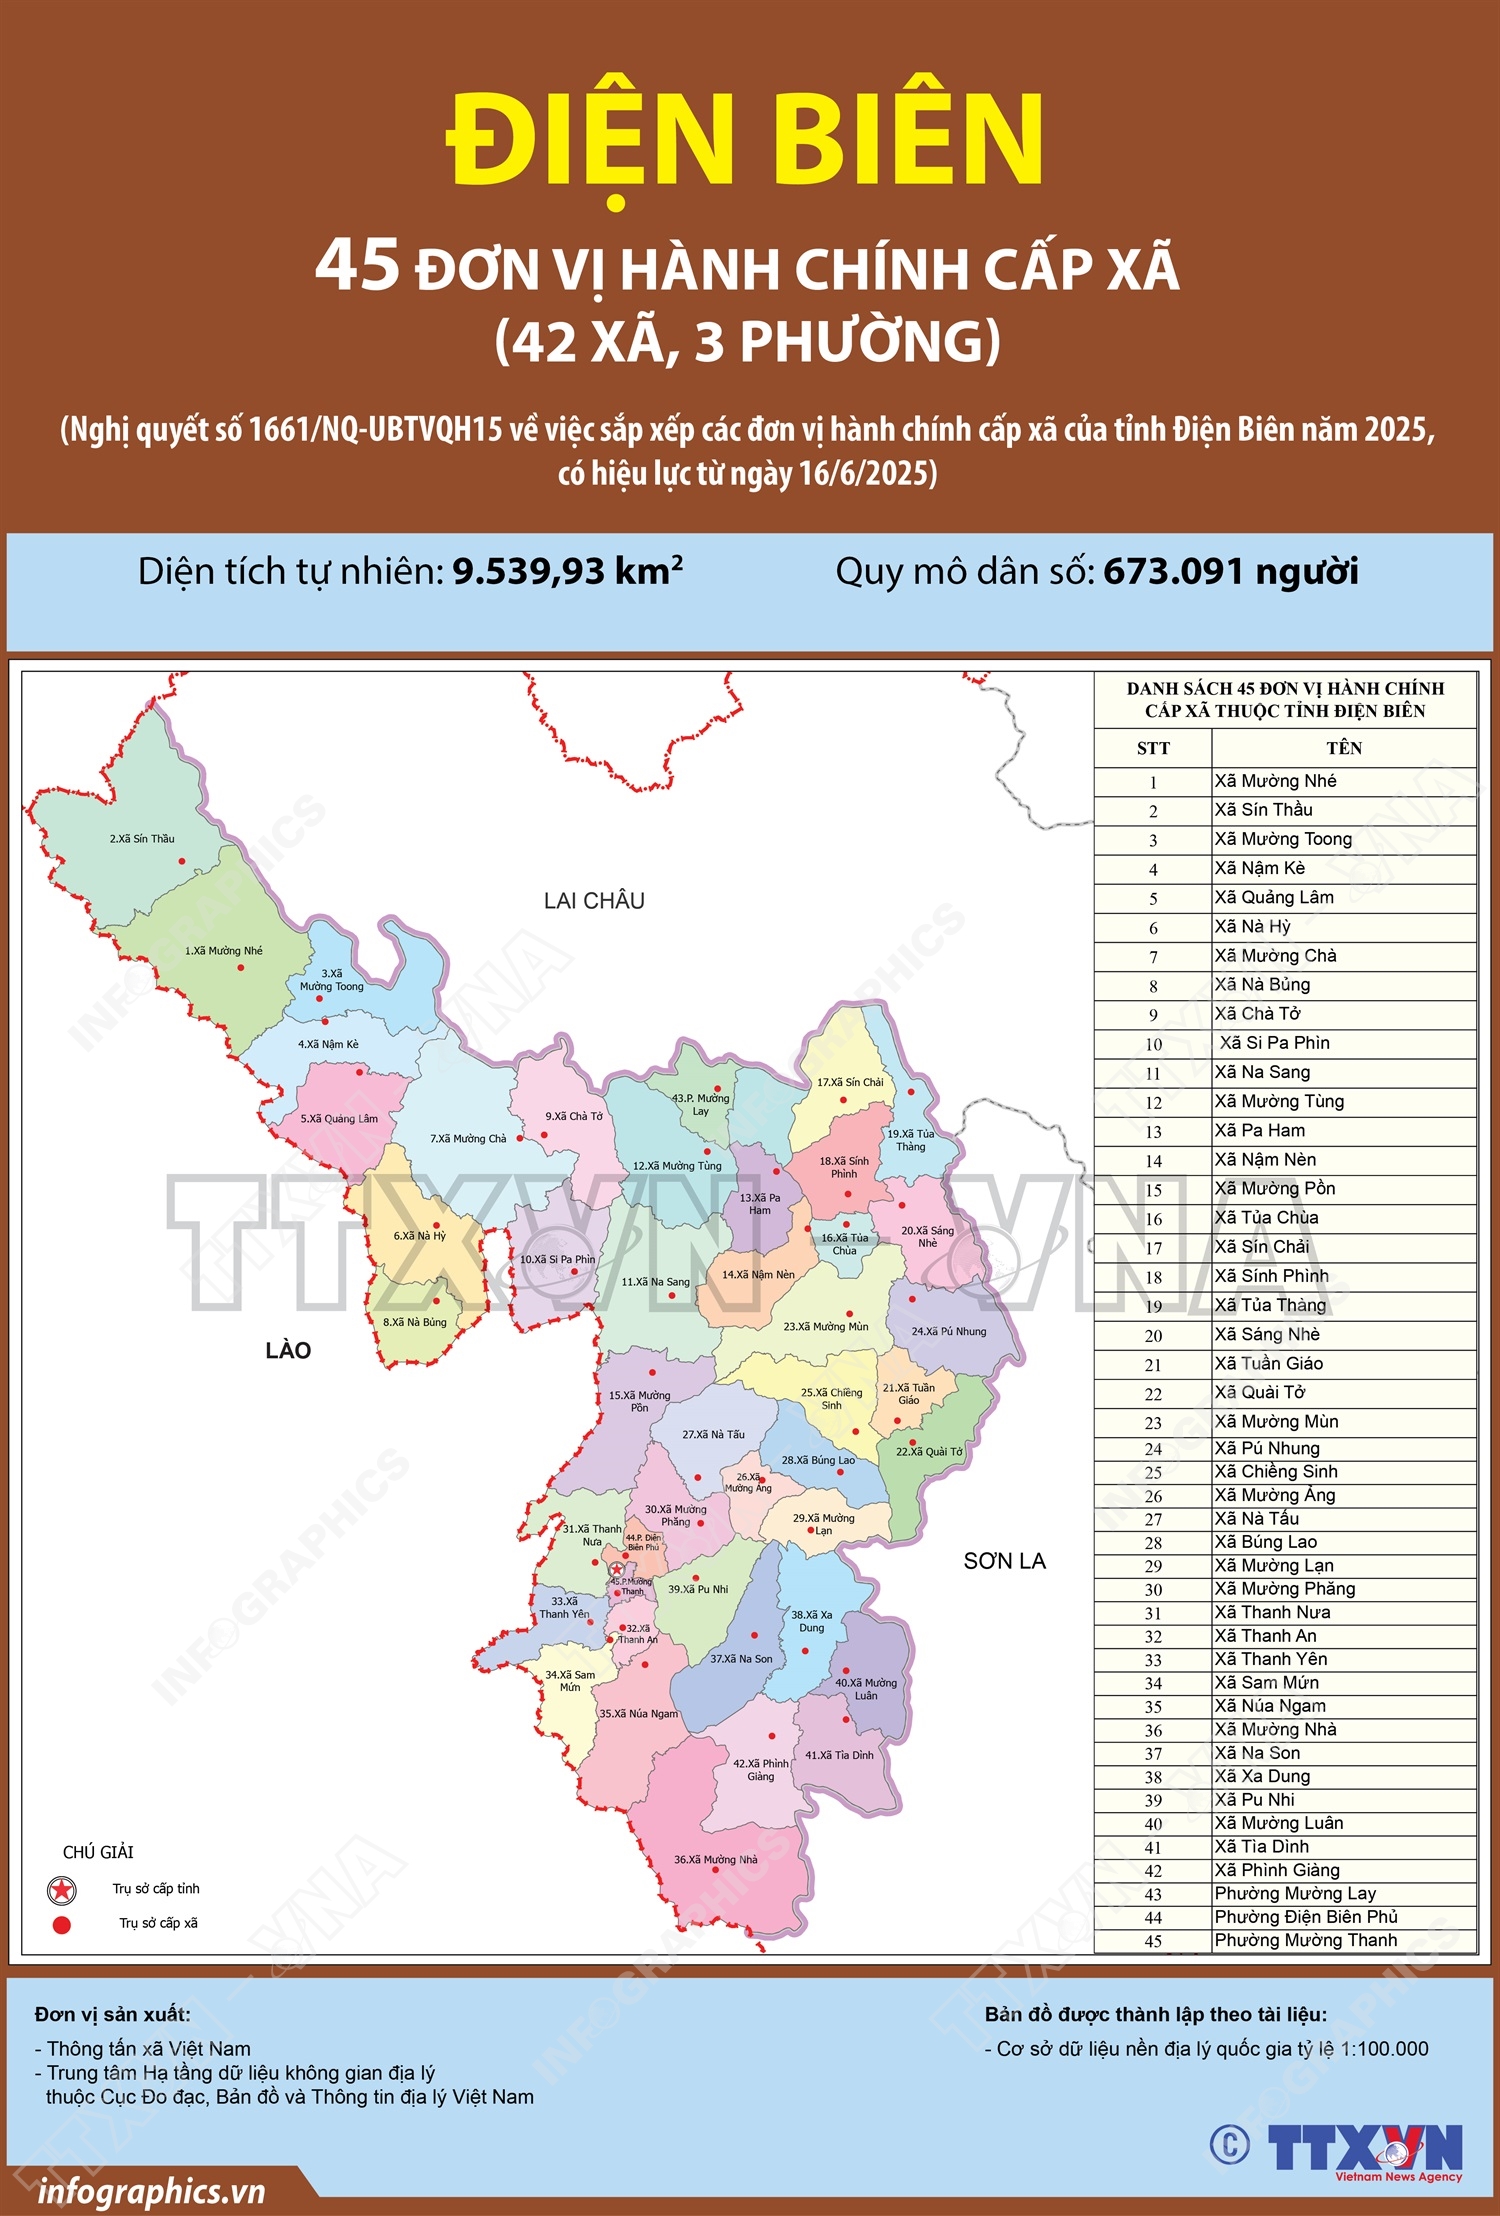 ĐIỆN BIÊN
45 ĐƠN VỊ HÀNH CHÍNH CẤP XÃ
(42 XÃ, 3 PHƯỜNG)
(Nghị quyết số 1661/NQ-UBTVQH15 về việc sắp xếp các đơn vị hành chính cấp xã của tỉnh Điện Biên năm 2025,
có hiệu lực từ ngày 16/6/2025)
Diện tích tự nhiên: 9.539,93 km²
Quy mô dân số: 673.091 người
2.Xã Sín Thầu
1.Xã Mường Nhé
3.Xã
Mường Toong
4.Xã Nậm Kè
5.Xã Quảng Lâm
7.Xã Mường Chà
9.Xã Chà Tở
6.Xã Nà Hỳ
8.Xã Nà Bủng
10.Xã Si Pa Phìn
43.P. Mường
Lay
12.Xã Mường Tùng
11.Xã Na Sang
13.Xã Pa
Ham
14.Xã Nậm Nèn
17.Xã Sín Chải
19.Xã Tủa
Thàng
18.Xã Sính
Phình
16.Xã Tủa
Chùa
20.Xã Sáng
Nhè
23.Xã Mường Mùn
24.Xã Pú Nhung
15.Xã Mường
Pồn
25.Xã Chiềng
Sinh
21.Xã Tuần
Giáo
22.Xã Quài Tở
27.Xã Nà Tấu
28.Xã Búng Lao
26.Xã
Mường Ảng
29.Xã Mường
Lạn
30.Xã Mường
Phăng
31.Xã Thanh
Nưa
44.P. Điện
Biên Phủ
45.P.Mường
Thanh
39.Xã Pu Nhi
33.Xã
Thanh Yên
32.Xã
Thanh An
38.Xã Xa
Dung
37.Xã Na Son
34.Xã Sam
Mứn
40.Xã Mường
Luân
35.Xã Núa Ngam
42.Xã Phình
Giàng
41.Xã Tìa Dình
36.Xã Mường Nhà
LAI CHÂU
LÀO
SƠN LA
CHÚ GIẢI
Trụ sở cấp tỉnh
Trụ sở cấp xã
DANH SÁCH 45 ĐƠN VỊ HÀNH CHÍNH
CẤP XÃ THUỘC TỈNH ĐIỆN BIÊN
STT TÊN
1 Xã Mường Nhé
2 Xã Sín Thầu
3 Xã Mường Toong
4 Xã Nậm Kè
5 Xã Quảng Lâm
6 Xã Nà Hỳ
7 Xã Mường Chà
8 Xã Nà Bủng
9 Xã Chà Tở
10 Xã Si Pa Phìn
11 Xã Na Sang
12 Xã Mường Tùng
13 Xã Pa Ham
14 Xã Nậm Nèn
15 Xã Mường Pồn
16 Xã Tủa Chùa
17 Xã Sín Chải
18 Xã Sính Phình
19 Xã Tủa Thàng
20 Xã Sáng Nhè
21 Xã Tuần Giáo
22 Xã Quài Tở
23 Xã Mường Mùn
24 Xã Pú Nhung
25 Xã Chiềng Sinh
26 Xã Mường Ảng
27 Xã Nà Tấu
28 Xã Búng Lao
29 Xã Mường Lạn
30 Xã Mường Phăng
31 Xã Thanh Nưa
32 Xã Thanh An
33 Xã Thanh Yên
34 Xã Sam Mứn
35 Xã Núa Ngam
36 Xã Mường Nhà
37 Xã Na Son
38 Xã Xa Dung
39 Xã Pu Nhi
40 Xã Mường Luân
41 Xã Tìa Dình
42 Xã Phình Giàng
43 Phường Mường Lay
44 Phường Điện Biên Phủ
45 Phường Mường Thanh
TTXVN - VNA
Đơn vị sản xuất:
- Thông tấn xã Việt Nam
- Trung tâm Hạ tầng dữ liệu không gian địa lý
thuộc Cục Đo đạc, Bản đồ và Thông tin địa lý Việt Nam
Bản đồ được thành lập theo tài liệu:
- Cơ sở dữ liệu nền địa lý quốc gia tỷ lệ 1:100.000
© TTXVN
Vietnam News Agency
infographics.vn